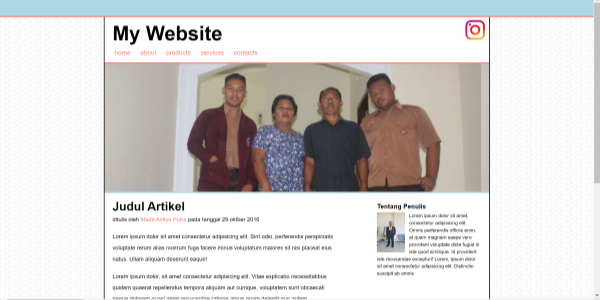 My Website
home about products services contacts
Judul Artikel
ditulis oleh Made Aditya Putra pada tanggal 29 oktber 2016
Lorem ipsum dolor sit amet consectetur adipisicing elit. Sint odio, perferendis perspiciatis
voluptate rerum alias nostrum fuga facere minus voluptatum maiores sit nisi placeat eius
natus. Ullam aliquam deserunt eaque!
Lorem ipsum, dolor sit amet consectetur adipisicing elit. Vitae explicabo necessitatibus
quidem quaerat repellendus tempora aliquam aut cumque, voluptatem sunt obcaecati
Tentang Penulis
Lorem ipsum dolor sit amet,
consectetur adipisicing elit.
Omnis perferendis officia enim,
at quam magnam saepe vero
provident voluptate dicta fugiat is
iste quod similique. In provident
iste recusandae excepturi! Lorem, ipsum dolor
sit amet consectetur adipisicing elit. Distinctio
suscipit ab omnis